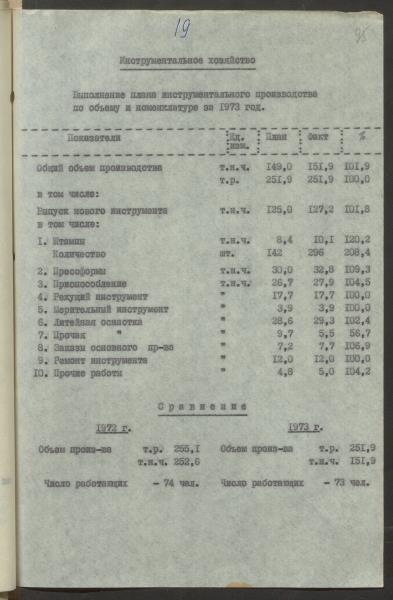 19
Инструментальное хозяйство
Выполнение плана инструментального производства
по объему и номенклатуре за 1973 год.
Показатели Ед. изм. План Факт %
Общий объем производства т.н.ч. 149,0 151,9 101,9
т.р. 251,9 251,9 100,0
в том числе:
Выпуск нового инструмента т.н.ч. 125,0 127,2 101,8
в том числе:
1. Штампы т.н.ч. 8,4 10,1 120,2
Количество шт. 142 296 208,4
2. Пресформы т.н.ч. 30,0 32,8 109,3
3. Приспособление т.н.ч. 26,7 27,9 104,5
4. Режущий инструмент " 17,7 17,7 100,0
5. Мерительный инструмент " 3,9 3,9 100,0
6. Литейная оснастка " 28,6 29,3 102,4
7. Прочая " " 9,7 5,5 56,7
8. Заказы основного пр-ва " 7,2 7,7 106,9
9. Ремонт инструмента " 12,0 12,0 100,0
10. Прочие работы " 4,8 5,0 104,2
Сравнение
1972 г. 1973 г.
Объем произ-ва т.р. 255,1 Объем произ-ва т.р. 251,9
т.н.ч. 252,6 т.н.ч. 151,9
Число работающих - 74 чел. Число работающих - 73 чел.